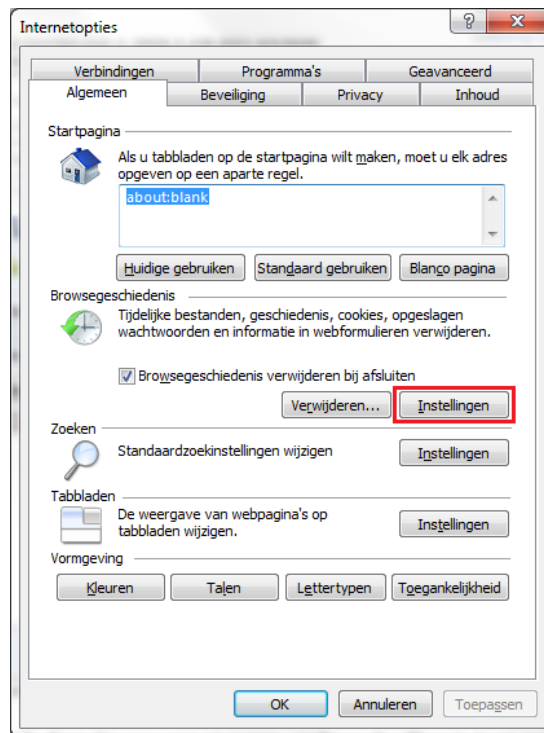 Internetopties
Verbindingen Programma's Geavanceerd
Algemeen Beveiliging Privacy Inhoud
Startpagina
Als u tabbladen op de startpagina wilt maken, moet u elk adres
opgeven op een aparte regel.
about:blank
Huidige gebruiken Standaard gebruiken Blanco pagina
Browsegeschiedenis
Tijdelijke bestanden, geschiedenis, cookies, opgeslagen
wachtwoorden en informatie in webformulieren verwijderen.
Browsegeschiedenis verwijderen bij afsluiten
Verwijderen... Instellingen
Zoeken
Standaardzoekinstellingen wijzigen Instellingen
Tabbladen
De weergave van webpagina's op
tabbladen wijzigen. Instellingen
Vormgeving
Kleuren Talen Lettertypen Toegankelijkheid
OK Annuleren Toepassen